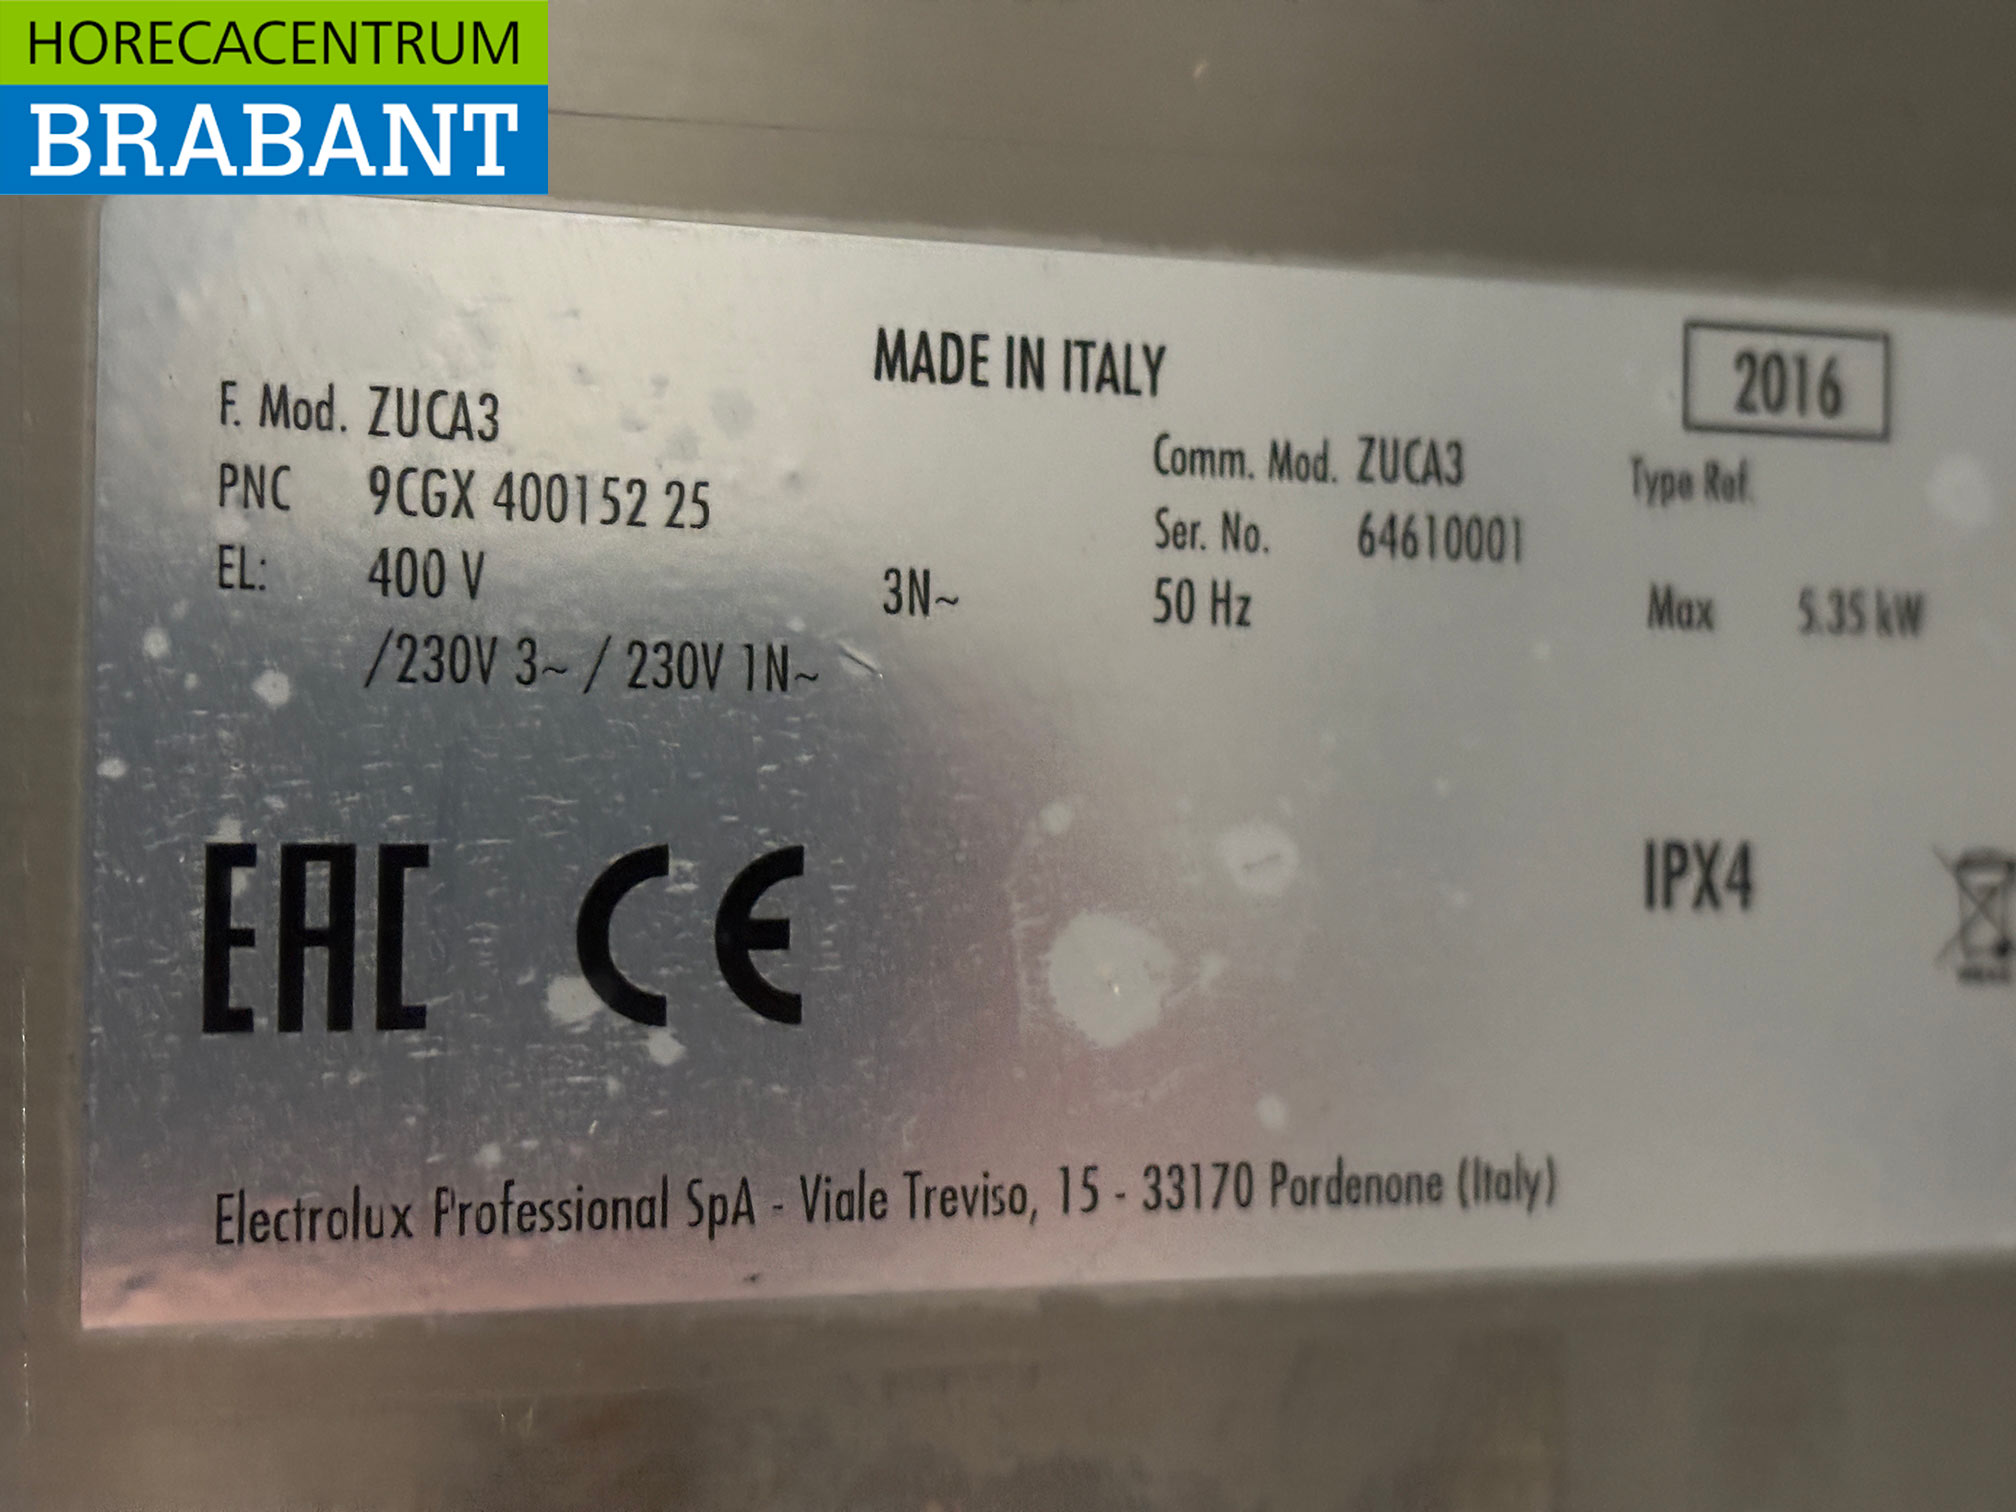 HORECACENTRUM
BRABANT
MADE IN ITALY
2016
F. Mod. ZUCA3
Comm. Mod. ZUCA3
Type Ref.
PNC 9CGX 400152 25
Ser. No. 64610001
EL: 400 V 3N~ 50 Hz Max 5.35 kW
/230V 3~ / 230V 1N~
EAC CE IPX4
Electrolux Professional SpA - Viale Treviso, 15 - 33170 Pordenone (Italy)